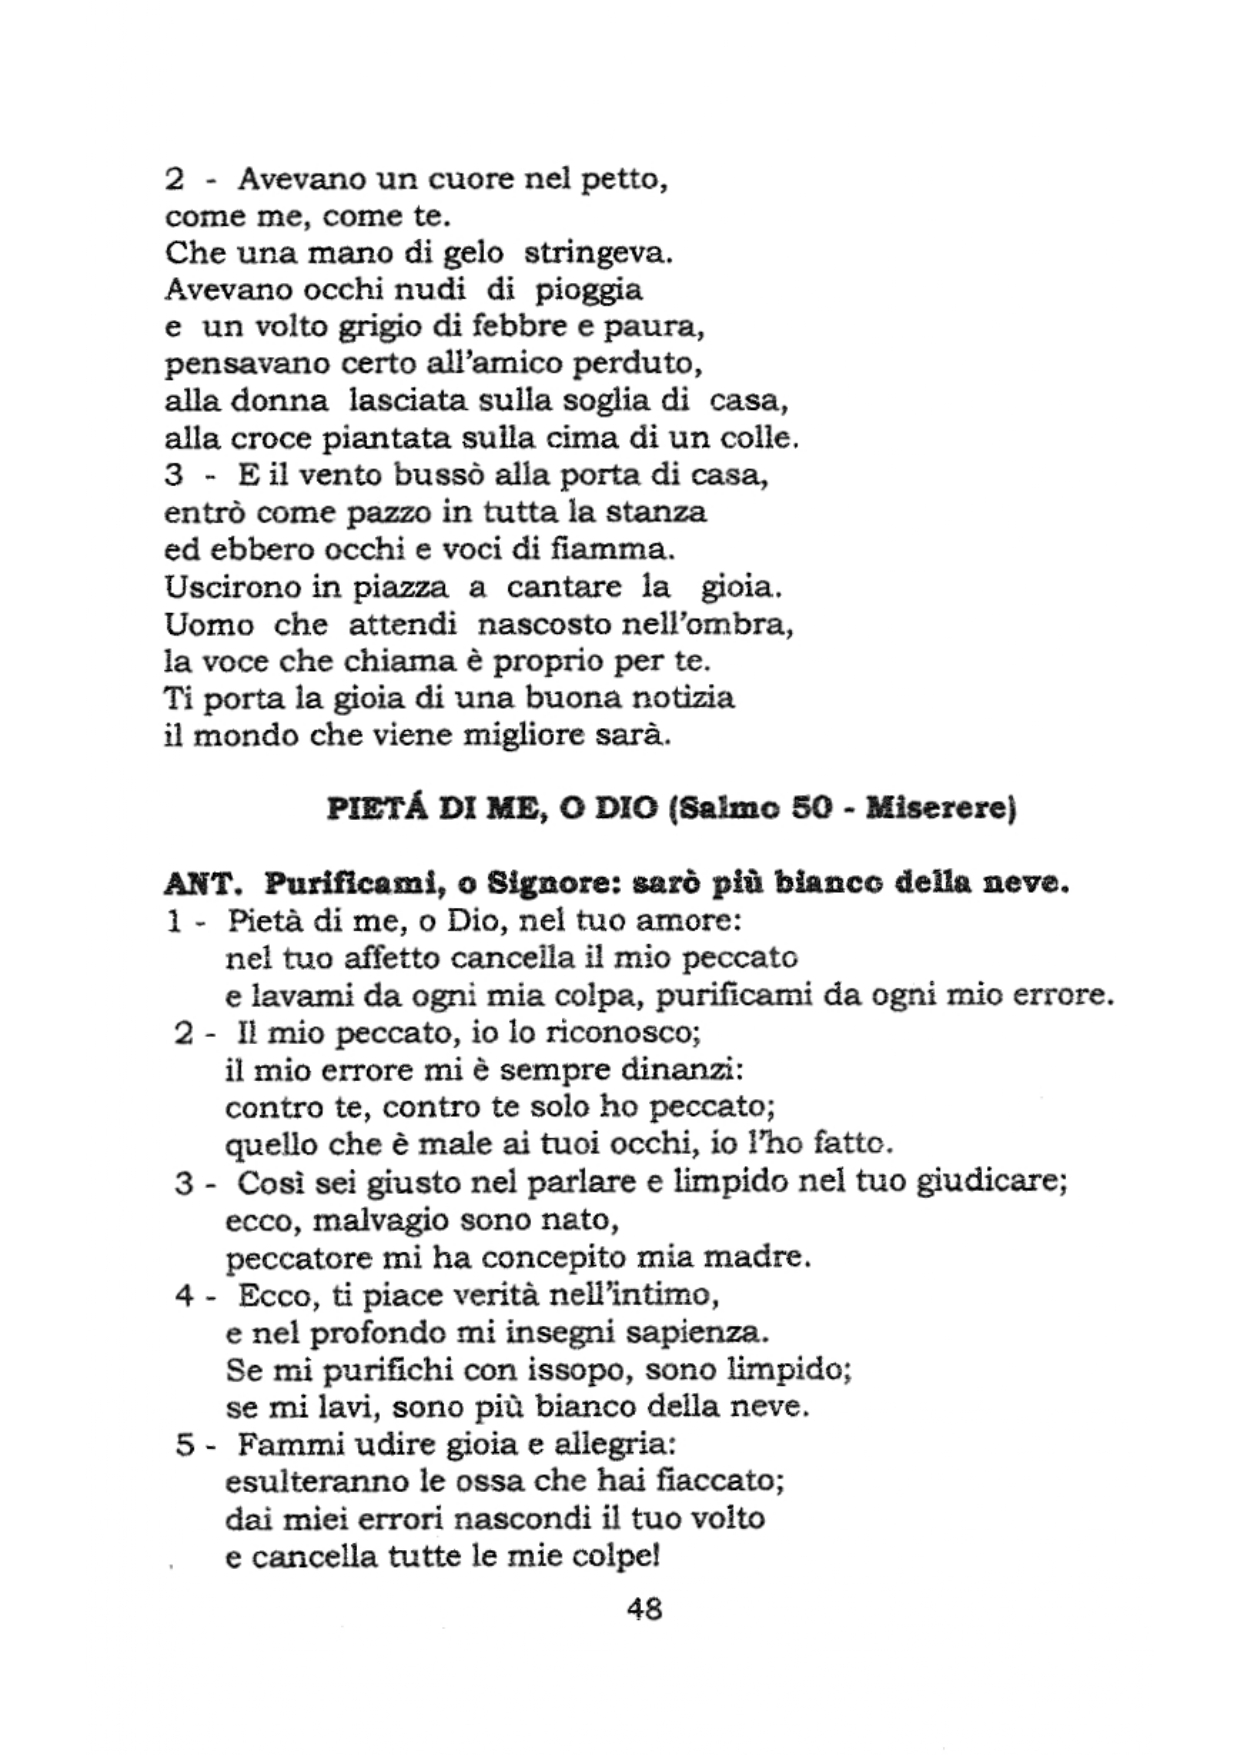 2 - Avevano un cuore nel petto,
come me, come te.
Che una mano di gelo stringeva.
Avevano occhi nudi di pioggia
e un volto grigio di febbre e paura,
pensavano certo all'amico perduto,
alla donna lasciata sulla soglia di casa,
alla croce piantata sulla cima di un colle.
3 - E il vento bussò alla porta di casa,
entrò come pazzo in tutta la stanza
ed ebbero occhi e voci di fiamma.
Uscirono in piazza a cantare la gioia.
Uomo che attendi nascosto nell'ombra,
la voce che chiama è proprio per te.
Ti porta la gioia di una buona notizia
il mondo che viene migliore sarà.
PIETÁ DI ME, O DIO (Salmo 50 - Miserere)
ANT. Purificami, o Signore: sarò più bianco della neve.
1 - Pietà di me, o Dio, nel tuo amore:
nel tuo affetto cancella il mio peccato
e lavami da ogni mia colpa, purificami da ogni mio errore.
2 - Il mio peccato, io lo riconosco;
il mio errore mi è sempre dinanzi:
contro te, contro te solo ho peccato;
quello che è male ai tuoi occhi, io l'ho fatto.
3 - Così sei giusto nel parlare e limpido nel tuo giudicare;
ecco, malvagio sono nato,
peccatore mi ha concepito mia madre.
4 - Ecco, ti piace verità nell'intimo,
e nel profondo mi insegni sapienza.
Se mi purifichi con issopo, sono limpido;
se mi lavi, sono più bianco della neve.
5 - Fammi udire gioia e allegria:
esulteranno le ossa che hai fiaccato;
dai miei errori nascondi il tuo volto
e cancella tutte le mie colpe!
48